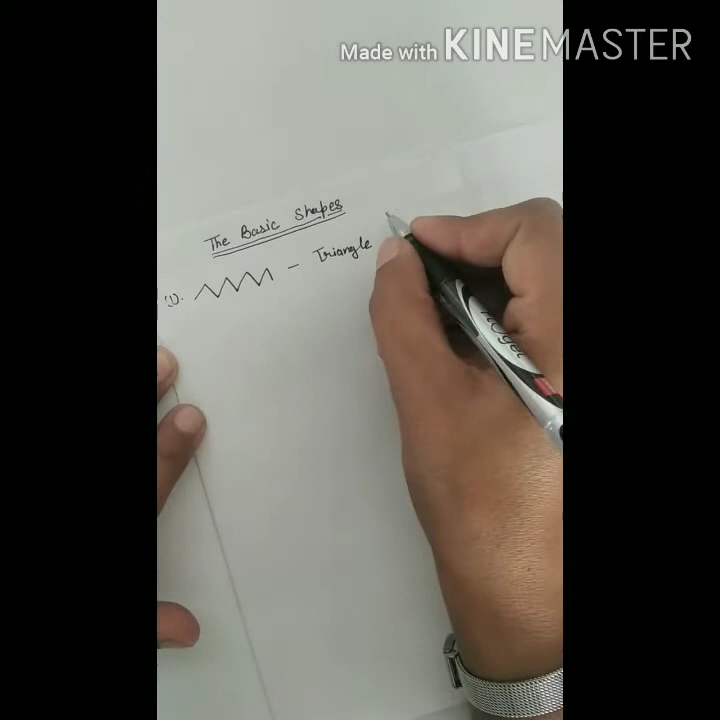 Made with KINEMASTER
The Basic Shapes
(1). – Triangle